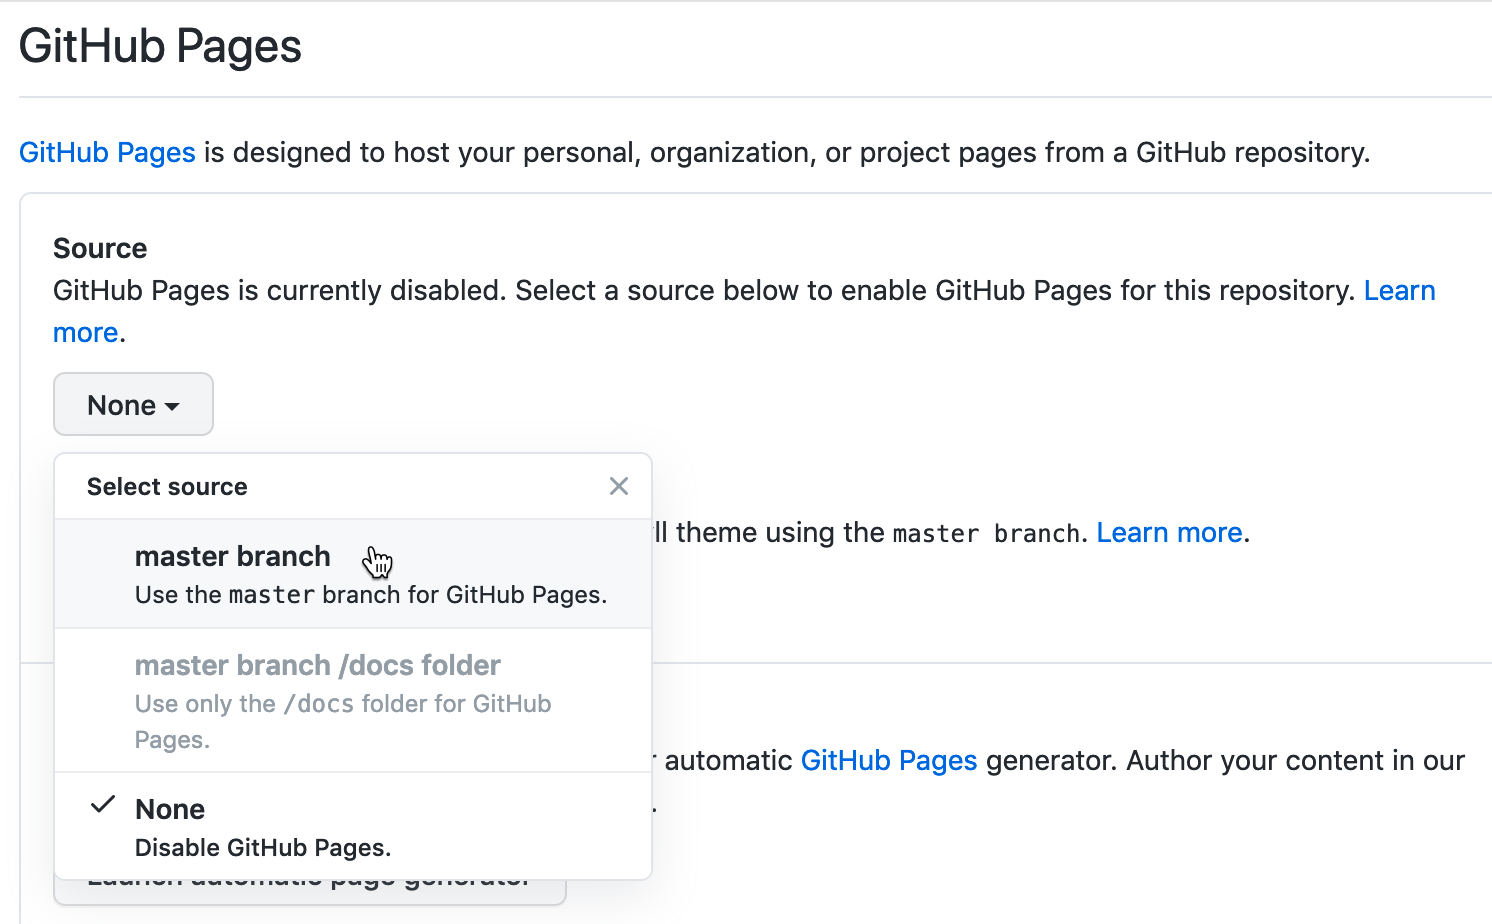 GitHub Pages
GitHub Pages is designed to host your personal, organization, or project pages from a GitHub repository.
Source
GitHub Pages is currently disabled. Select a source below to enable GitHub Pages for this repository. Learn
more.
None
Select source
master branch
Use the master branch for GitHub Pages.
ll theme using the master branch. Learn more.
master branch /docs folder
Use only the /docs folder for GitHub
Pages.
automatic GitHub Pages generator. Author your content in our
.
None
Disable GitHub Pages.
Launch automatic page generator